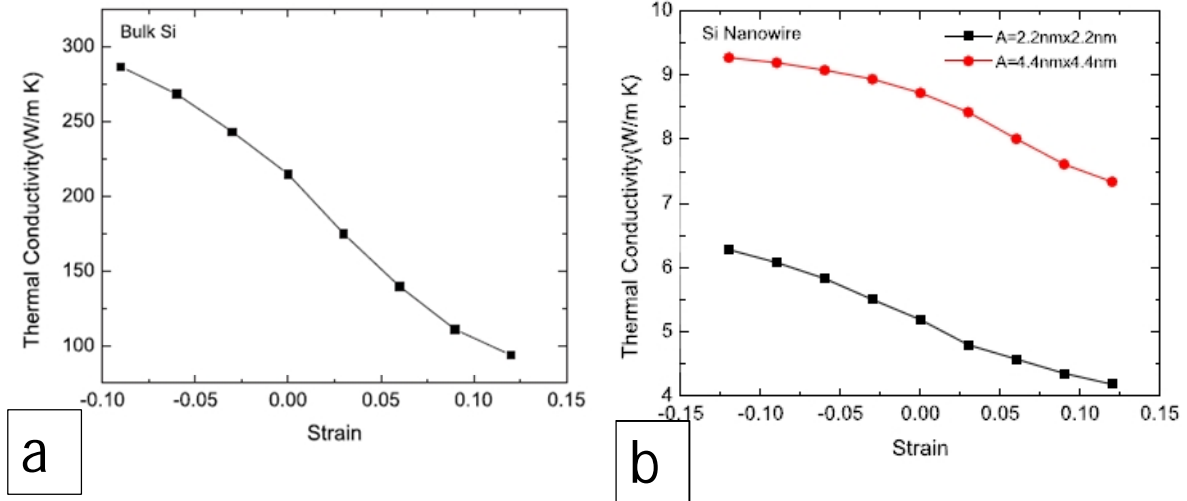 Bulk Si
Thermal Conductivity(W/m K)
300
250
200
150
100
-0.10
-0.05
0.00
0.05
0.10
0.15
Strain
a
Si Nanowire
A=2.2nmx2.2nm
A=4.4nmx4.4nm
Thermal Conductivity(W/m K)
10
9
8
7
6
5
4
-0.15
-0.10
-0.05
0.00
0.05
0.10
0.15
Strain
b